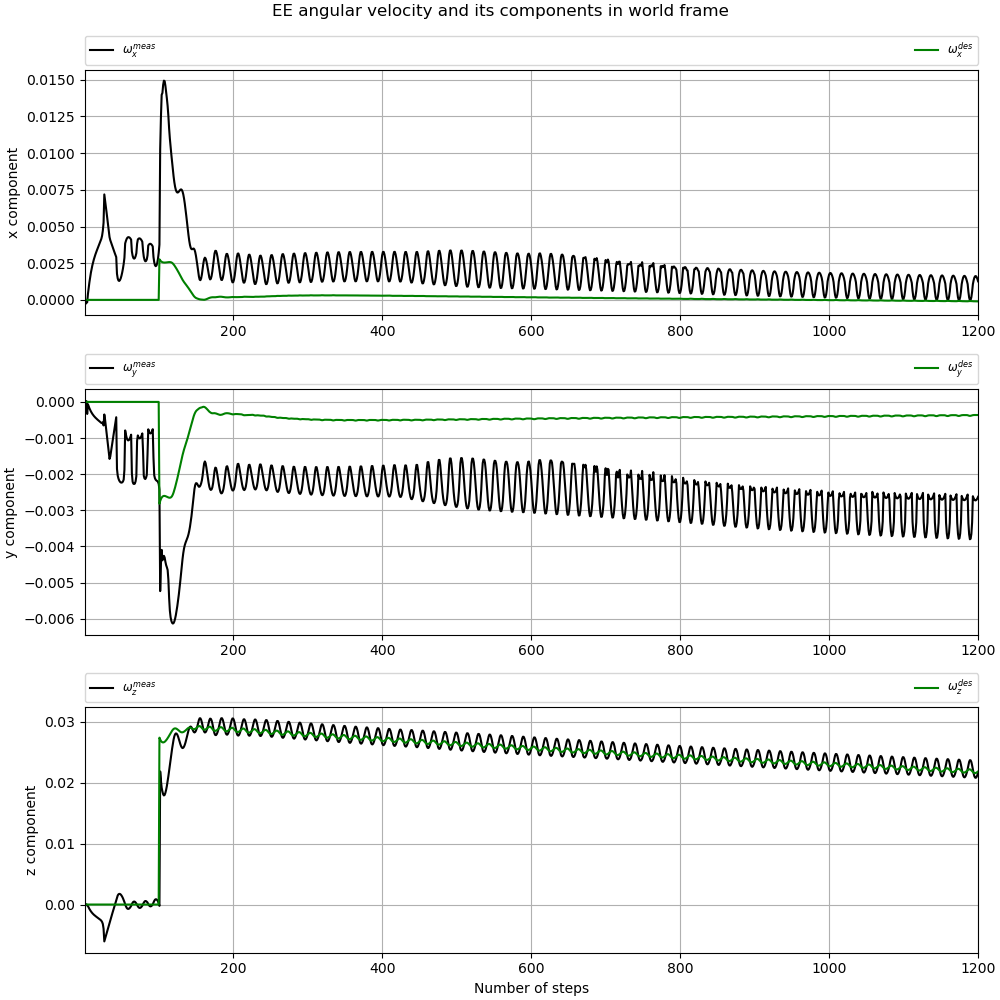 EE angular velocity and its components in world frame
ω_x^meas ω_x^des
0.0150
0.0125
0.0100
0.0075
0.0050
0.0025
0.0000
x component
200 400 600 800 1000 1200
ω_y^meas ω_y^des
0.000
−0.001
−0.002
−0.003
−0.004
−0.005
−0.006
y component
200 400 600 800 1000 1200
ω_z^meas ω_z^des
0.03
0.02
0.01
0.00
z component
200 400 600 800 1000 1200
Number of steps